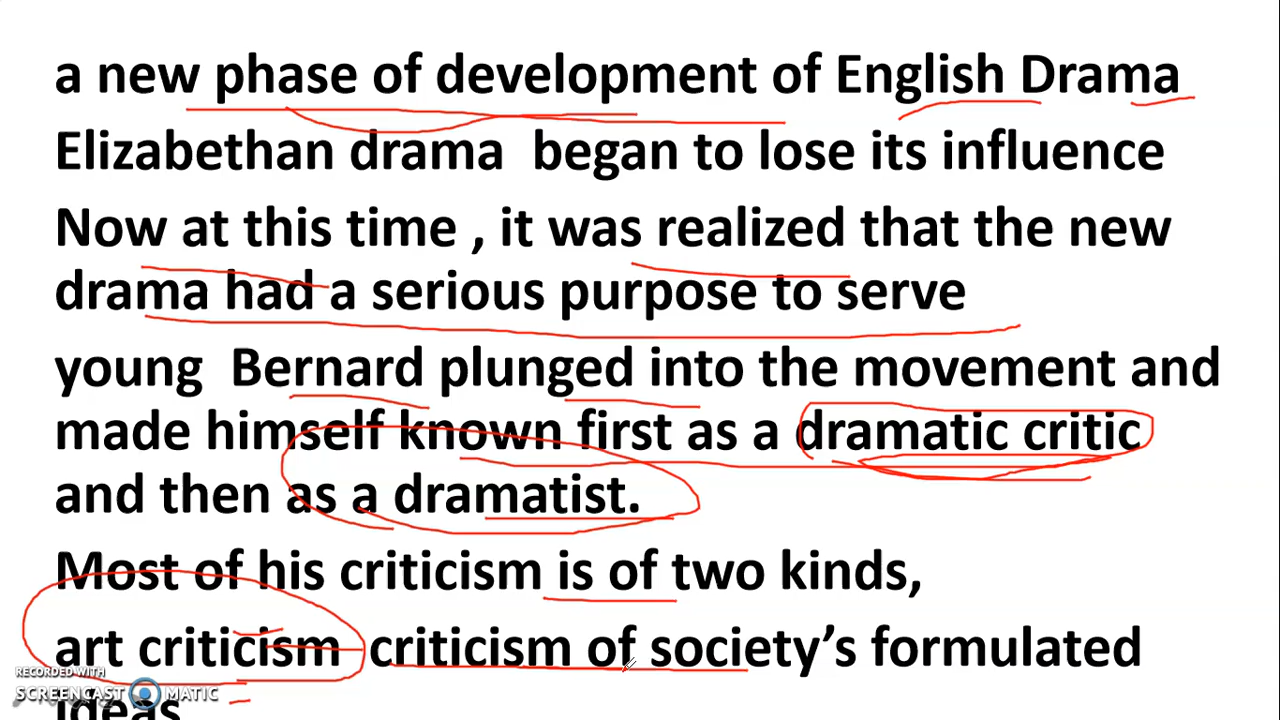 a new phase of development of English Drama
Elizabethan drama began to lose its influence
Now at this time , it was realized that the new
drama had a serious purpose to serve
young Bernard plunged into the movement and
made himself known first as a dramatic critic
and then as a dramatist.
Most of his criticism is of two kinds,
art criticism criticism of society’s formulated
RECORDED WITH
SCREENCAST MATIC
ideas